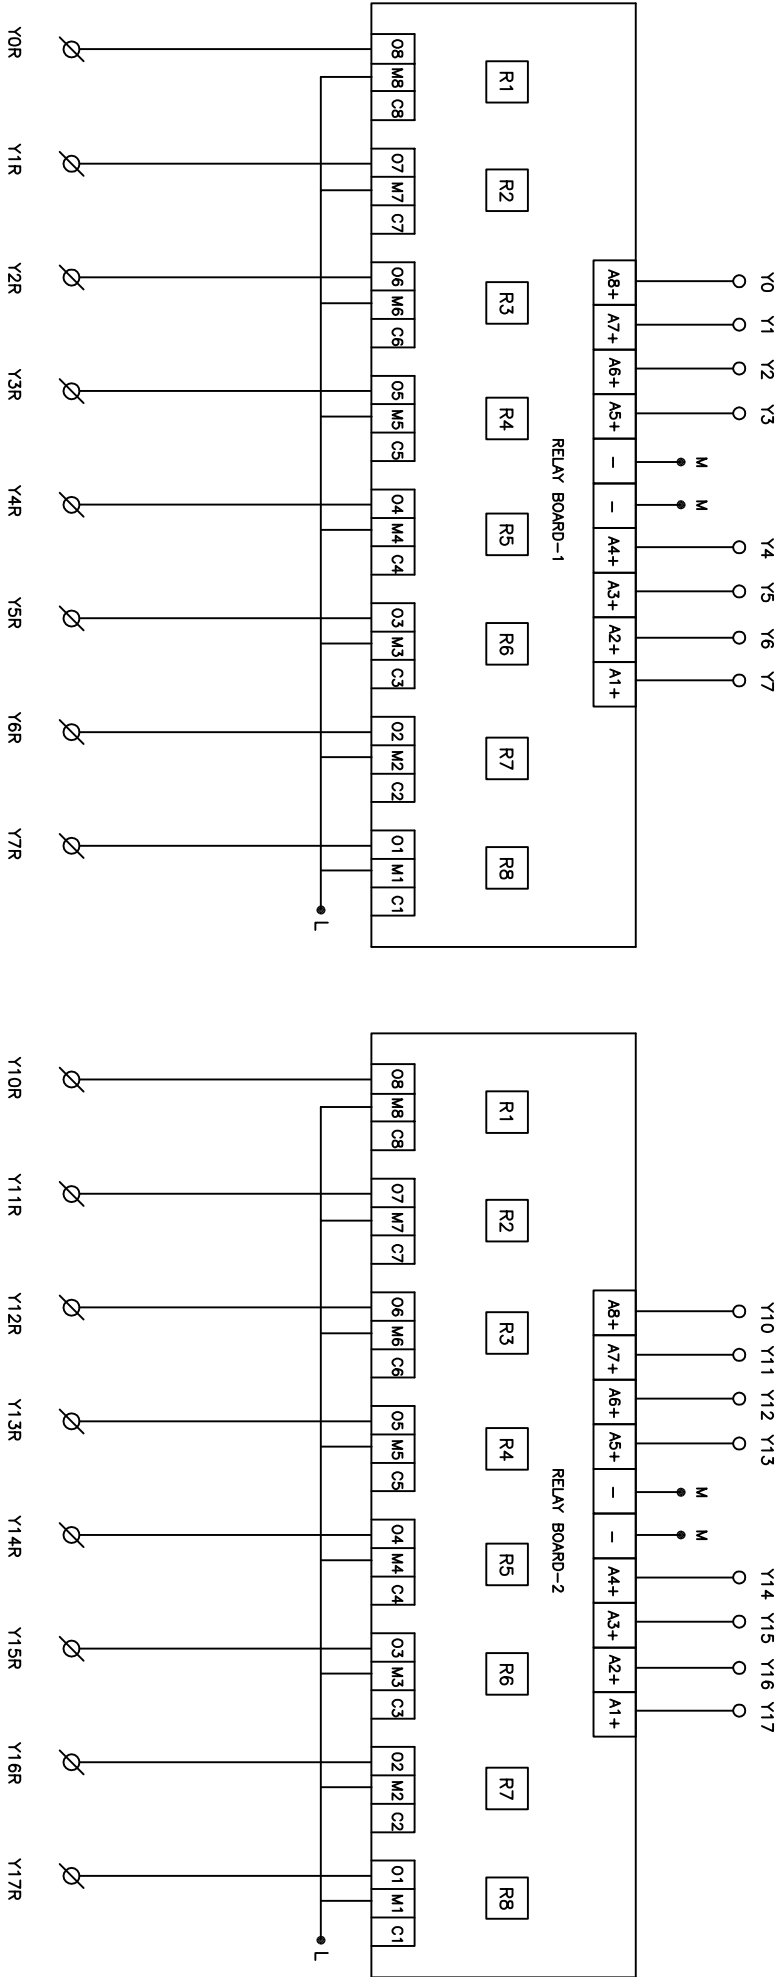 Y0 Y1 Y2 Y3 Y4 Y5 Y6 Y7 Y10 Y11 Y12 Y13 Y14 Y15 Y16 Y17
M M M M
A8+ A7+ A6+ A5+ - - A4+ A3+ A2+ A1+ A8+ A7+ A6+ A5+ - - A4+ A3+ A2+ A1+
RELAY BOARD-1 RELAY BOARD-2
R1 R2 R3 R4 R5 R6 R7 R8 R1 R2 R3 R4 R5 R6 R7 R8
O8 M8 C8 O7 M7 C7 O6 M6 C6 O5 M5 C5 O4 M4 C4 O3 M3 C3 O2 M2 C2 O1 M1 C1 O8 M8 C8 O7 M7 C7 O6 M6 C6 O5 M5 C5 O4 M4 C4 O3 M3 C3 O2 M2 C2 O1 M1 C1
L L
Y0R Y1R Y2R Y3R Y4R Y5R Y6R Y7R Y10R Y11R Y12R Y13R Y14R Y15R Y16R Y17R